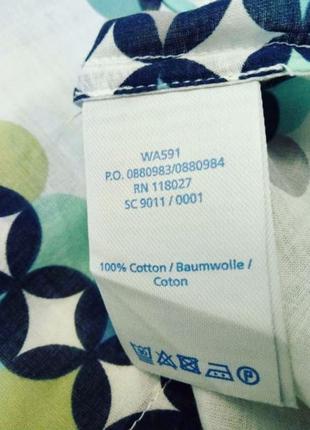 WA591
P.O. 0880983/0880984
RN 118027
SC 9011 / 0001
100% Cotton / Baumwolle /
Coton